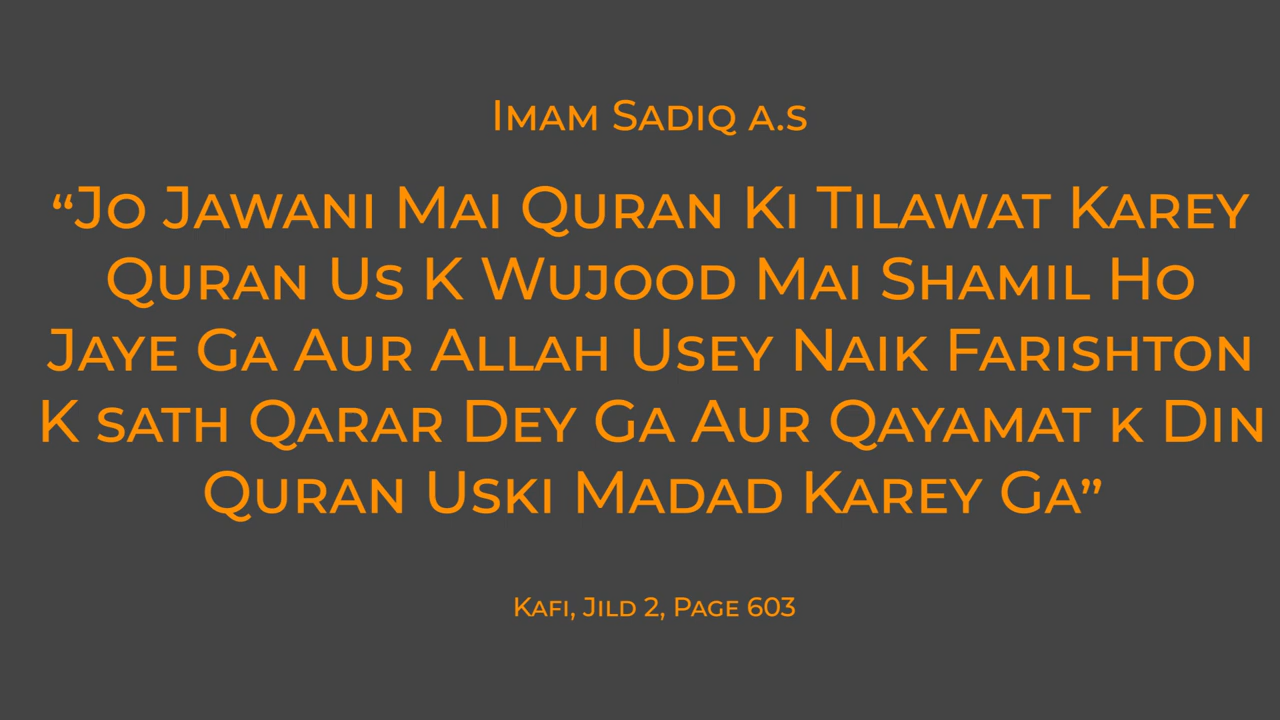 Imam Sadiq a.s
“Jo Jawani Mai Quran Ki Tilawat Karey
Quran Us K Wujood Mai Shamil Ho
Jaye Ga Aur Allah Usey Naik Farishton
K sath Qarar Dey Ga Aur Qayamat k Din
Quran Uski Madad Karey Ga”
Kafi, Jild 2, Page 603